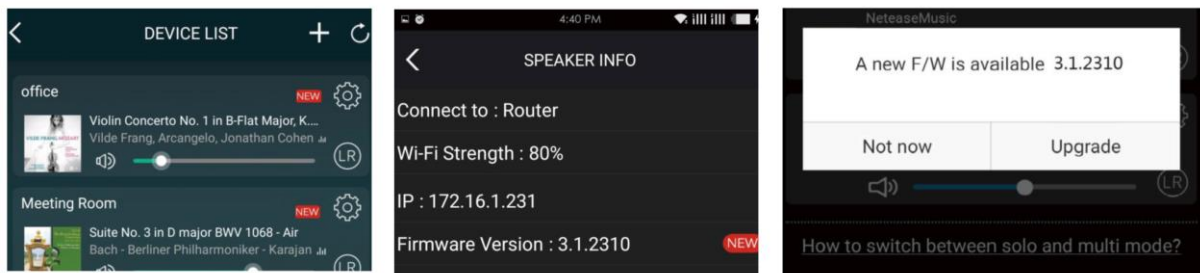 DEVICE LIST
office
NEW
Violin Concerto No. 1 in B-Flat Major, K....
Vilde Frang, Arcangelo, Jonathan Cohen
LR
Meeting Room
NEW
Suite No. 3 in D major BWV 1068 - Air
Bach - Berliner Philharmoniker - Karajan
LR
4:40 PM
SPEAKER INFO
Connect to : Router
Wi-Fi Strength : 80%
IP : 172.16.1.231
Firmware Version : 3.1.2310
NEW
NeteaseMusic
A new F/W is available 3.1.2310
Not now
Upgrade
LR
How to switch between solo and multi mode?